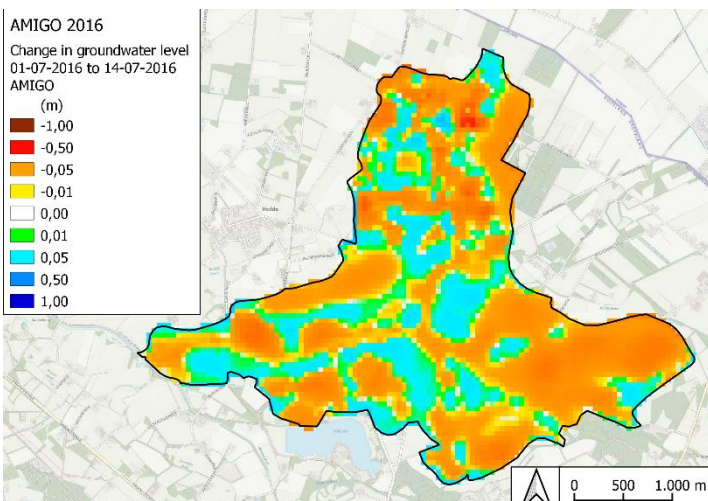 AMIGO 2016
Change in groundwater level
01-07-2016 to 14-07-2016
AMIGO
(m)
-1,00
-0,50
-0,05
-0,01
0,00
0,01
0,05
0,50
1,00
0 500 1.000 m